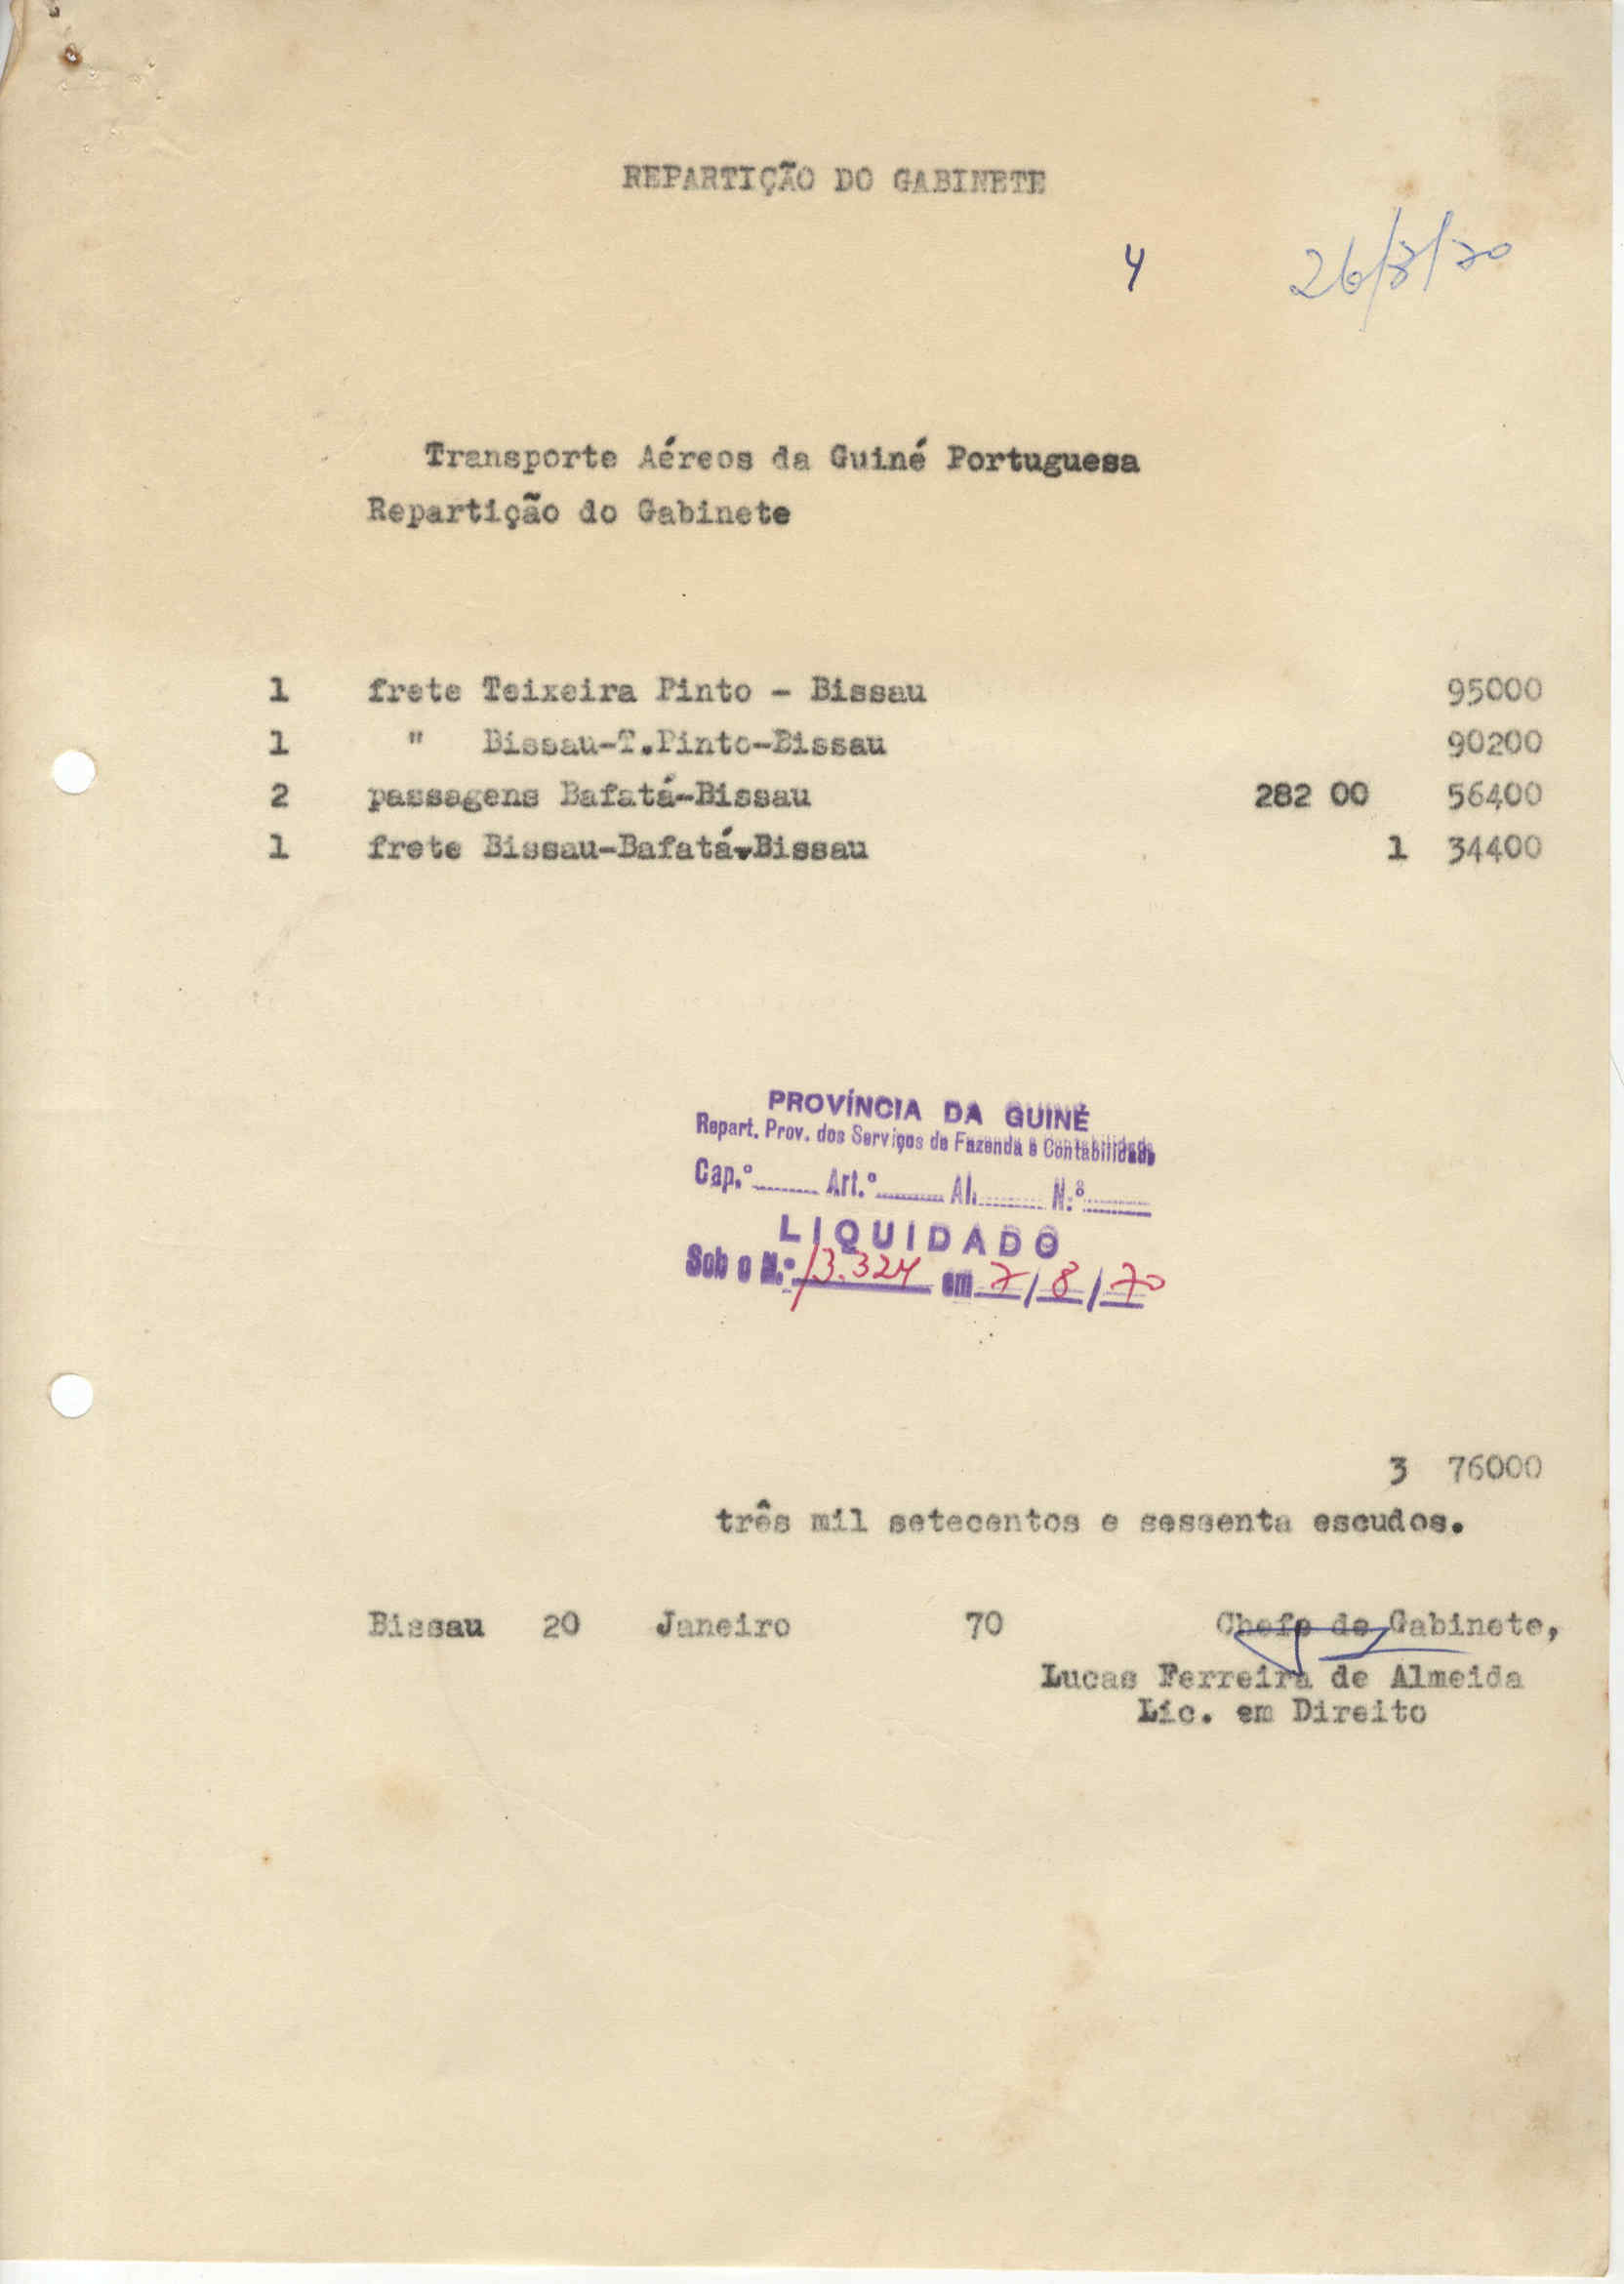 REPARTIÇÃO DO GABINETE
4 26/3/70
Transporte Aéreos da Guiné Portuguesa
Repartição do Gabinete
1 frete Teixeira Pinto - Bissau 95000
1 " Bissau-T.Pinto-Bissau 90200
2 passagens Bafatá-Bissau 282 00 56400
1 frete Bissau-Bafatá-Bissau 1 34400
PROVÍNCIA DA GUINÉ
Repart. Prov. dos Serviços de Fazenda e Contabilidade
Cap.º Art.º Al. N.º
LIQUIDADO
Sob o N.º 13.324 em 7/8/70
3 76000
três mil setecentos e sessenta escudos.
Bissau 20 Janeiro 70 Chefe de Gabinete,
Lucas Ferreira de Almeida
Lic. em Direito